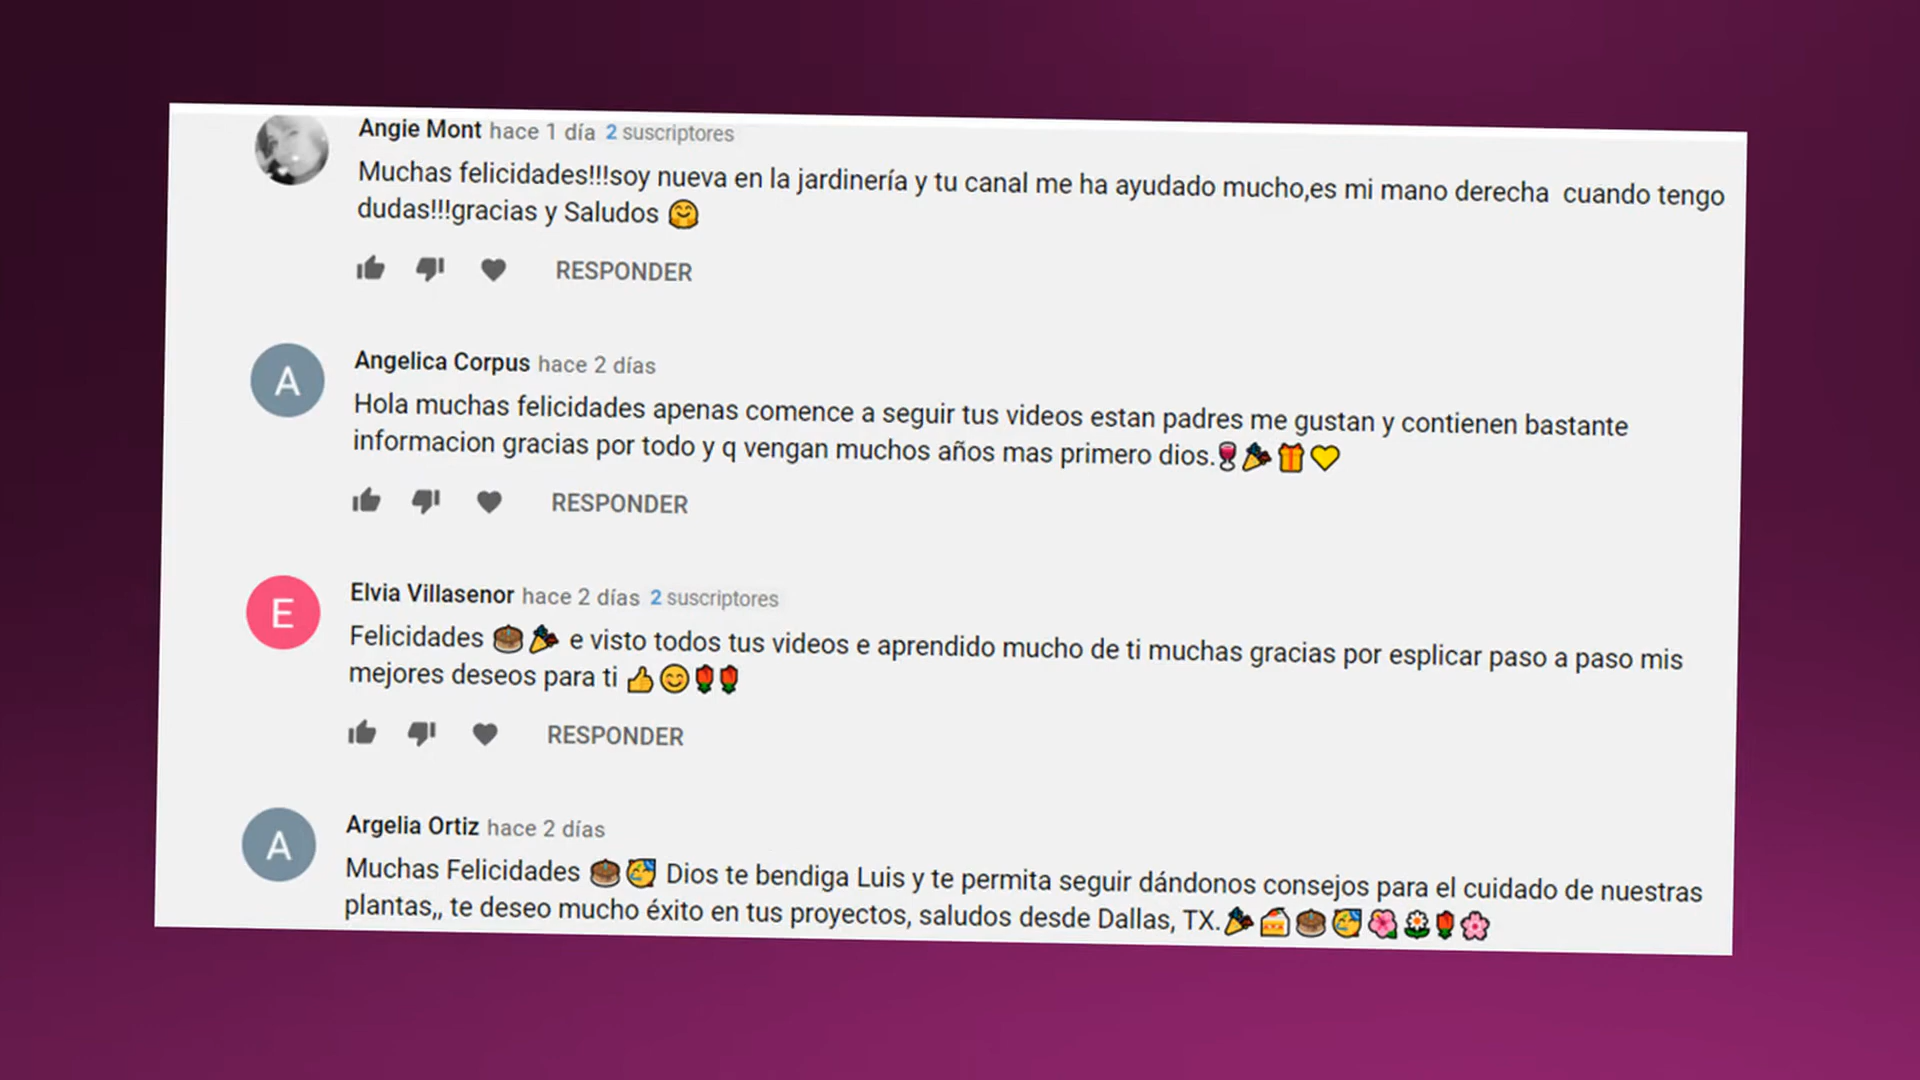 Angie Mont hace 1 día 2 suscriptores
Muchas felicidades!!!soy nueva en la jardinería y tu canal me ha ayudado mucho,es mi mano derecha cuando tengo
dudas!!!gracias y Saludos 🤗
RESPONDER
A
Angelica Corpus hace 2 días
Hola muchas felicidades apenas comence a seguir tus videos estan padres me gustan y contienen bastante
informacion gracias por todo y q vengan muchos años mas primero dios.🍷🎉🎁💛
RESPONDER
E
Elvia Villasenor hace 2 días 2 suscriptores
Felicidades 🎂🎉 e visto todos tus videos e aprendido mucho de ti muchas gracias por esplicar paso a paso mis
mejores deseos para ti 👍😊🌹🌹
RESPONDER
A
Argelia Ortiz hace 2 días
Muchas Felicidades 🎂🥳 Dios te bendiga Luis y te permita seguir dándonos consejos para el cuidado de nuestras
plantas,, te deseo mucho éxito en tus proyectos, saludos desde Dallas, TX.🎉🍰🎂🥳🌺🌼🌹🌸